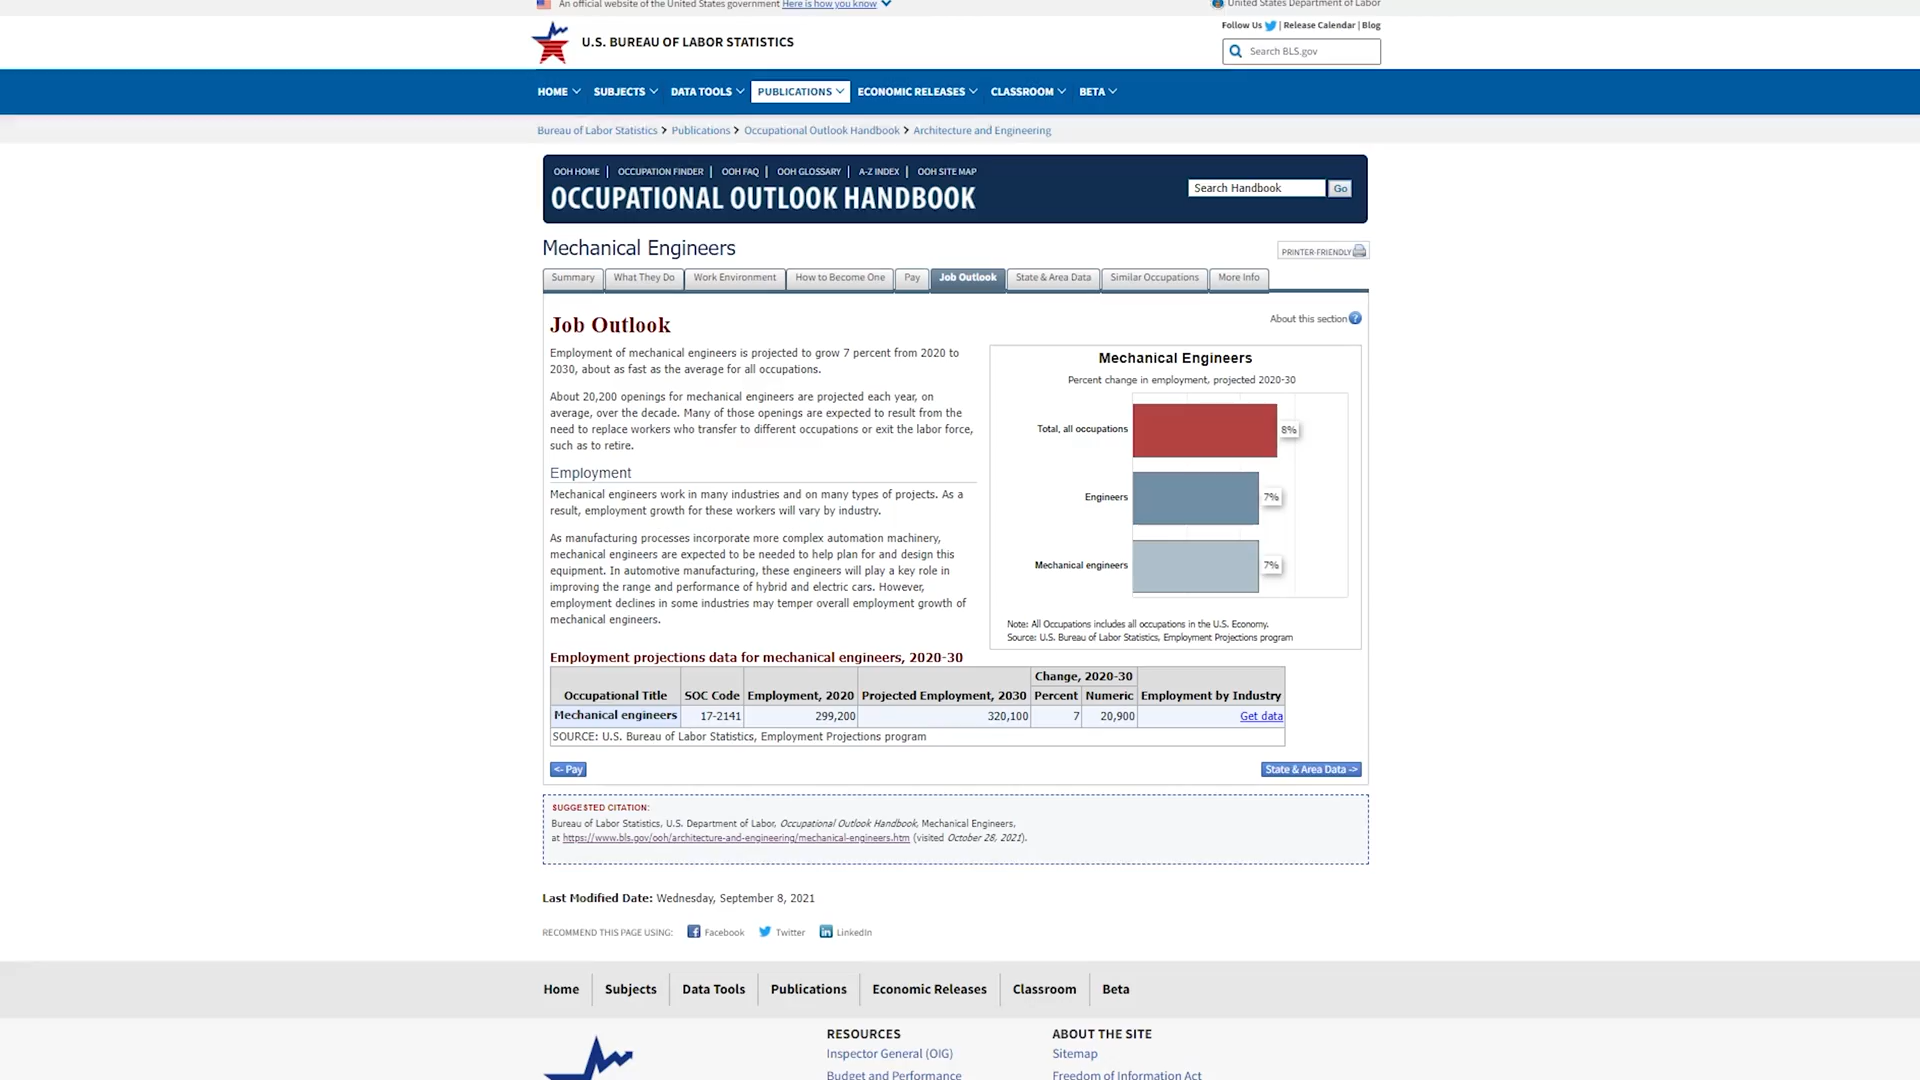 An official website of the United States government Here is how you know
United States Department of Labor
Follow Us | Release Calendar | Blog
U.S. BUREAU OF LABOR STATISTICS
Search BLS.gov
HOME SUBJECTS DATA TOOLS PUBLICATIONS ECONOMIC RELEASES CLASSROOM BETA
Bureau of Labor Statistics > Publications > Occupational Outlook Handbook > Architecture and Engineering
OOH HOME | OCCUPATION FINDER | OOH FAQ | OOH GLOSSARY | A-Z INDEX | OOH SITE MAP
OCCUPATIONAL OUTLOOK HANDBOOK
Search Handbook Go
Mechanical Engineers
PRINTER-FRIENDLY
Summary What They Do Work Environment How to Become One Pay Job Outlook State & Area Data Similar Occupations More Info
Job Outlook
About this section ?
Employment of mechanical engineers is projected to grow 7 percent from 2020 to
2030, about as fast as the average for all occupations.
About 20,200 openings for mechanical engineers are projected each year, on
average, over the decade. Many of those openings are expected to result from the
need to replace workers who transfer to different occupations or exit the labor force,
such as to retire.
Employment
Mechanical engineers work in many industries and on many types of projects. As a
result, employment growth for these workers will vary by industry.
As manufacturing processes incorporate more complex automation machinery,
mechanical engineers are expected to be needed to help plan for and design this
equipment. In automotive manufacturing, these engineers will play a key role in
improving the range and performance of hybrid and electric cars. However,
employment declines in some industries may temper overall employment growth of
mechanical engineers.
Mechanical Engineers
Percent change in employment, projected 2020-30
Total, all occupations 8%
Engineers 7%
Mechanical engineers 7%
Note: All Occupations includes all occupations in the U.S. Economy.
Source: U.S. Bureau of Labor Statistics, Employment Projections program
Employment projections data for mechanical engineers, 2020-30
Change, 2020-30
Occupational Title SOC Code Employment, 2020 Projected Employment, 2030 Percent Numeric Employment by Industry
Mechanical engineers 17-2141 299,200 320,100 7 20,900 Get data
SOURCE: U.S. Bureau of Labor Statistics, Employment Projections program
<- Pay
State & Area Data ->
SUGGESTED CITATION:
Bureau of Labor Statistics, U.S. Department of Labor, Occupational Outlook Handbook, Mechanical Engineers,
at https://www.bls.gov/ooh/architecture-and-engineering/mechanical-engineers.htm (visited October 28, 2021).
Last Modified Date: Wednesday, September 8, 2021
RECOMMEND THIS PAGE USING: Facebook Twitter LinkedIn
Home Subjects Data Tools Publications Economic Releases Classroom Beta
RESOURCES
Inspector General (OIG)
Budget and Performance
ABOUT THE SITE
Sitemap
Freedom of Information Act